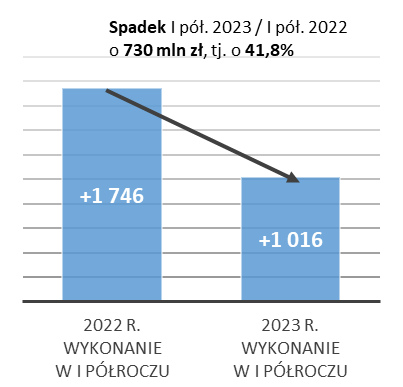 Spadek I pół. 2023 / I pół. 2022
o 730 mln zł, tj. o 41,8%
+1 746
+1 016
2022 R.
WYKONANIE
W I PÓŁROCZU
2023 R.
WYKONANIE
W I PÓŁROCZU